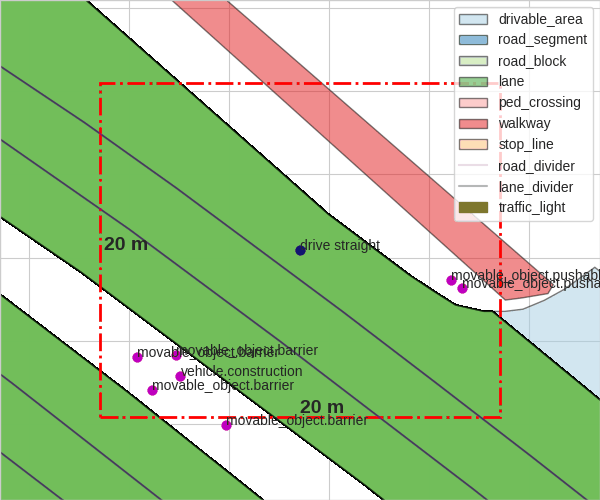 drivable_area
road_segment
road_block
lane
ped_crossing
walkway
stop_line
road_divider
lane_divider
traffic_light
20 m
drive straight
movable_object.pushabl
movable_object.pusha
movable_object.barrier
movable_object.barrier
vehicle.construction
movable_object.barrier
20 m
movable_object.barrier